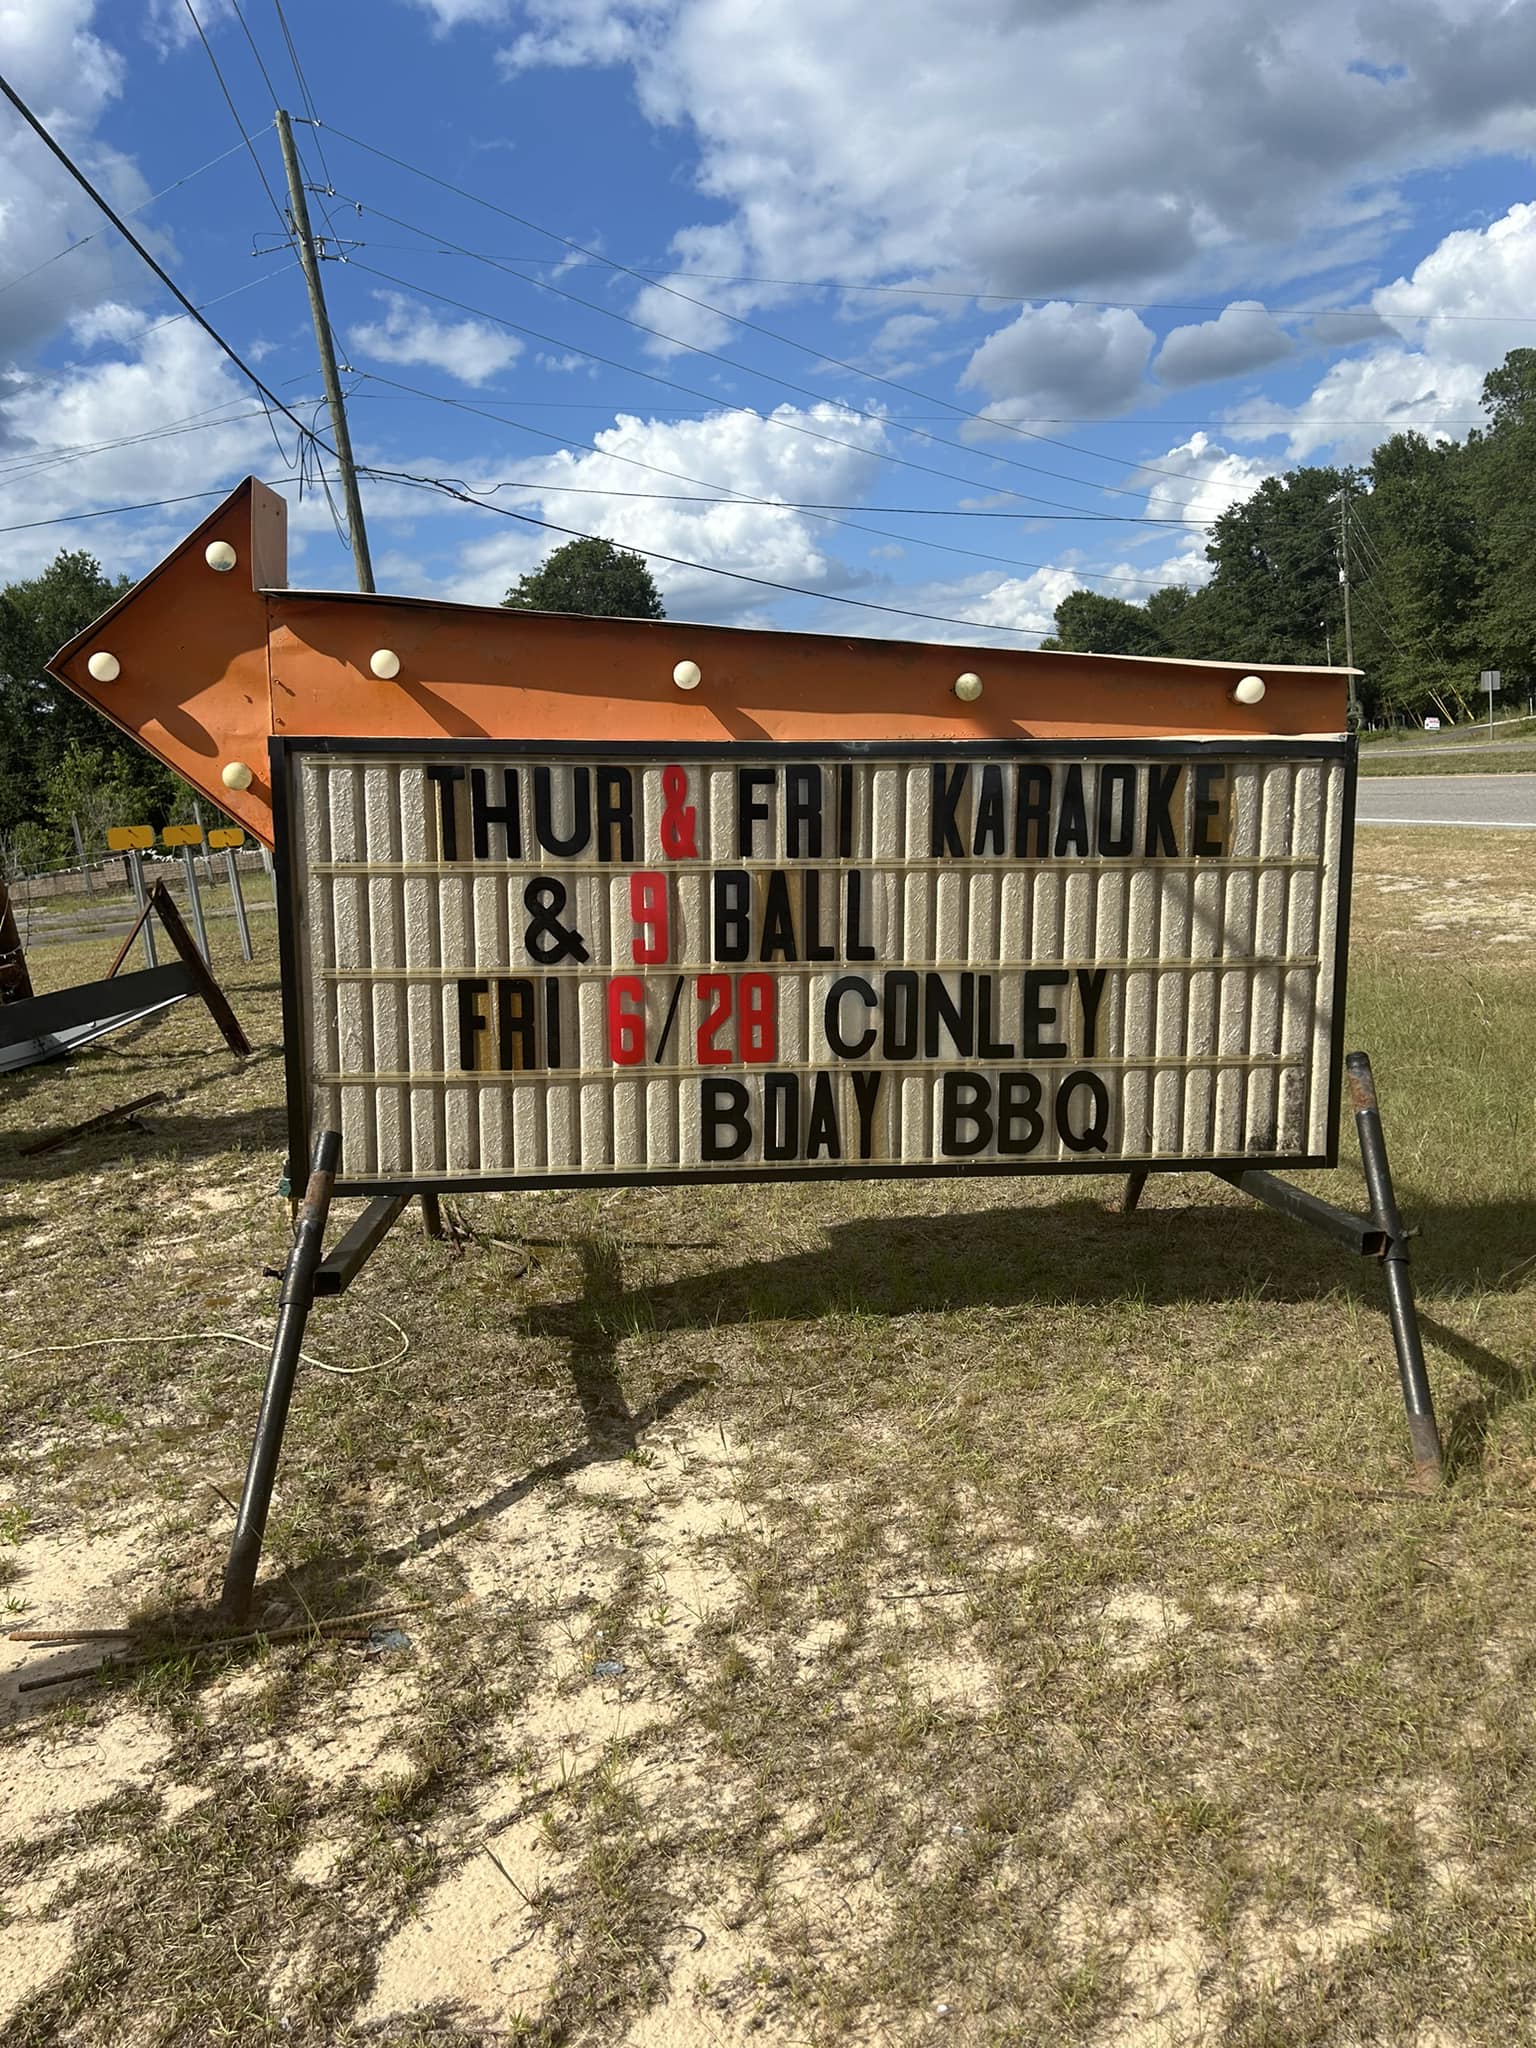 THUR & FRI KARAOKE
& 9 BALL
FRI 6/28 CONLEY
BDAY BBQ